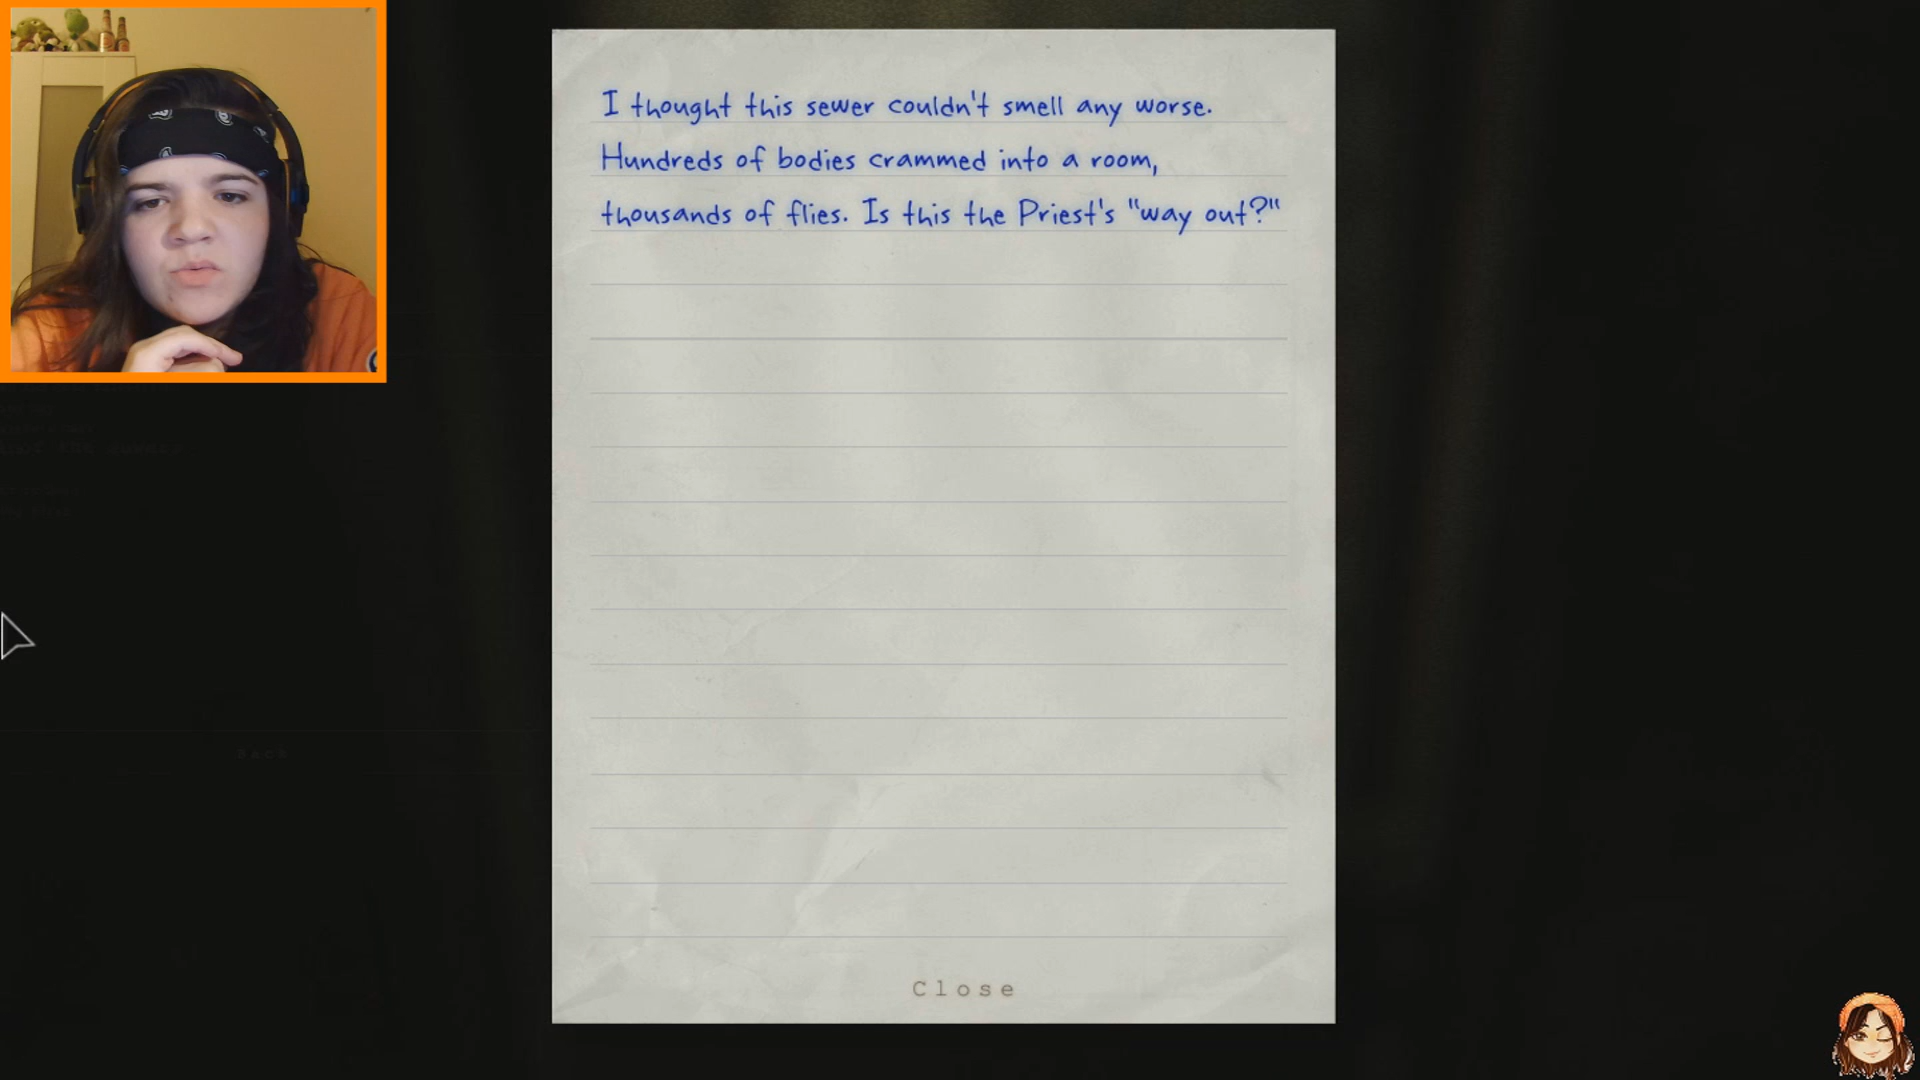 I thought this sewer couldn't smell any worse.
Hundreds of bodies crammed into a room,
thousands of flies. Is this the Priest's "way out?"
Back
Close